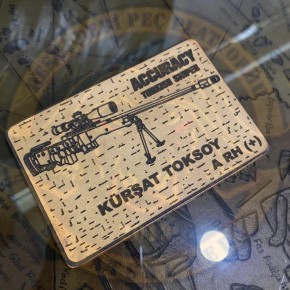 ACCURACY
TURKISH SNIPER
KÜRŞAT TOKSOY
A RH (+)